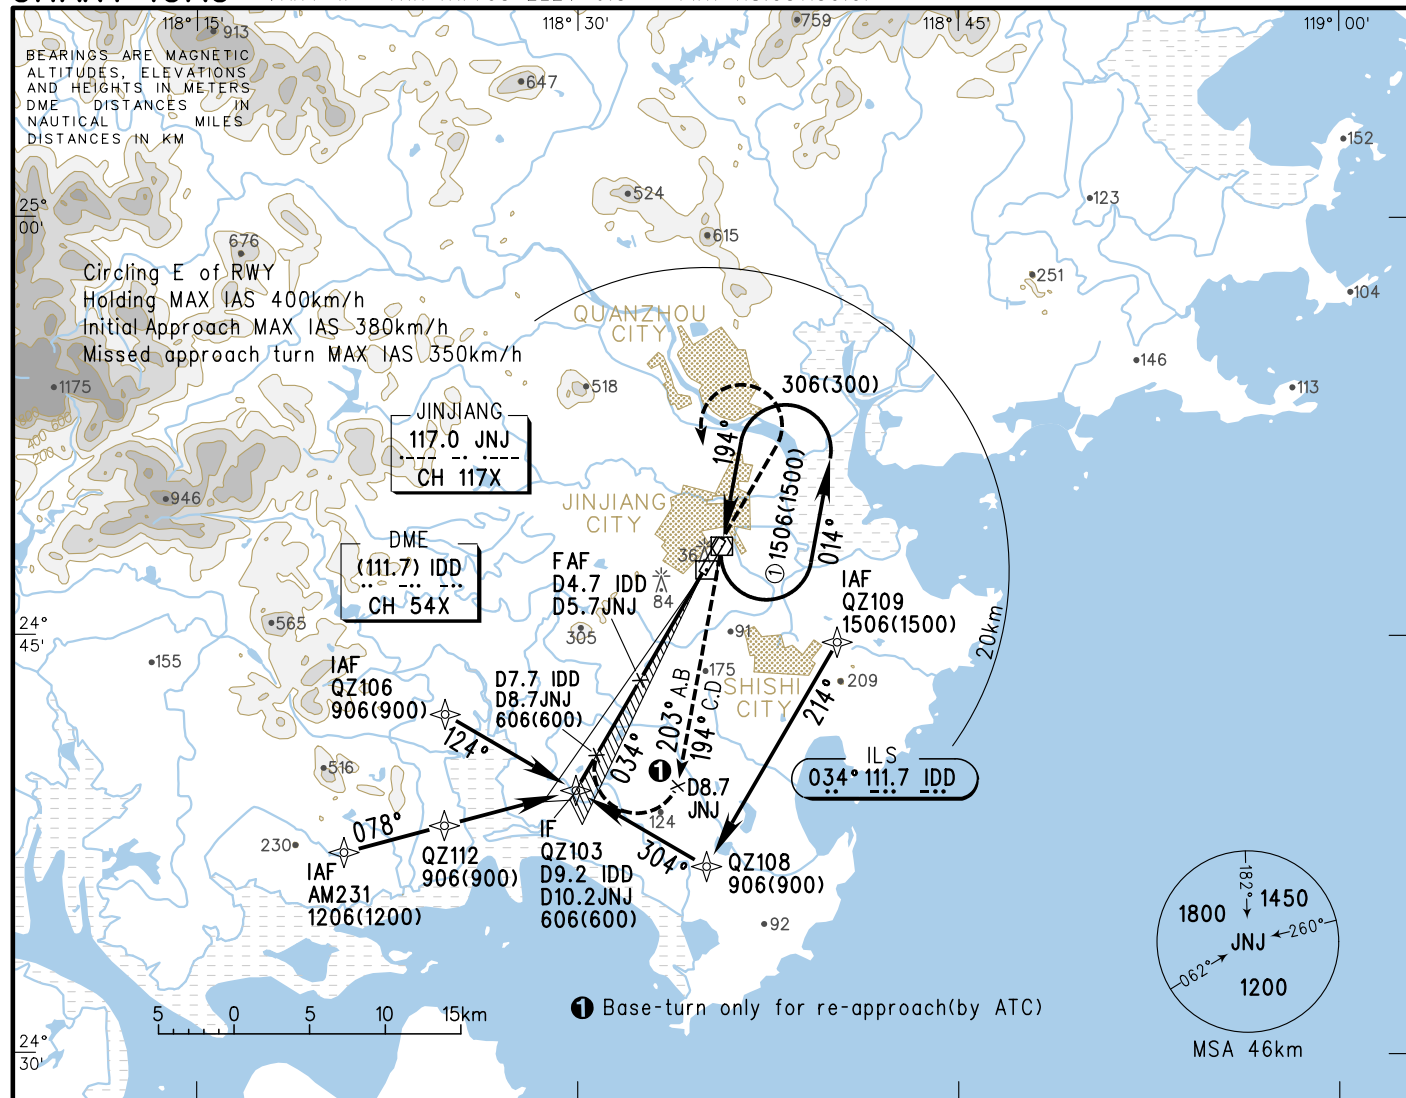 118° 15'
118° 30'
118° 45'
119° 00'
913
759
647
BEARINGS ARE MAGNETIC
ALTITUDES, ELEVATIONS
AND HEIGHTS IN METERS
DME DISTANCES IN
NAUTICAL MILES
DISTANCES IN KM
152
524
123
25°
00'
615
676
251
104
Circling E of RWY
Holding MAX IAS 400km/h
Initial Approach MAX IAS 380km/h
Missed approach turn MAX IAS 350km/h
QUANZHOU
CITY
146
1175
518
113
306(300)
400
600
JINJIANG
117.0 JNJ
CH 117X
194°
1506(1500)
014°
1
946
JINJIANG
CITY
DME
(111.7) IDD
CH 54X
36
FAF
D4.7 IDD
D5.7JNJ
84
IAF
QZ109
1506(1500)
565
305
91
24°
45'
155
20km
175
SHISHI
CITY
209
IAF
QZ106
906(900)
D7.7 IDD
D8.7JNJ
606(600)
203° A.B
194° C.D
214°
124°
034°
1
516
D8.7
JNJ
ILS
034° 111.7 IDD
124
078°
230
304°
IAF
AM231
1206(1200)
QZ112
906(900)
IF
QZ103
D9.2 IDD
D10.2JNJ
606(600)
QZ108
906(900)
92
182°
1800
1450
JNJ
260°
062°
1200
MSA 46km
5 0 5 10 15km
1 Base-turn only for re-approach(by ATC)
24°
30'